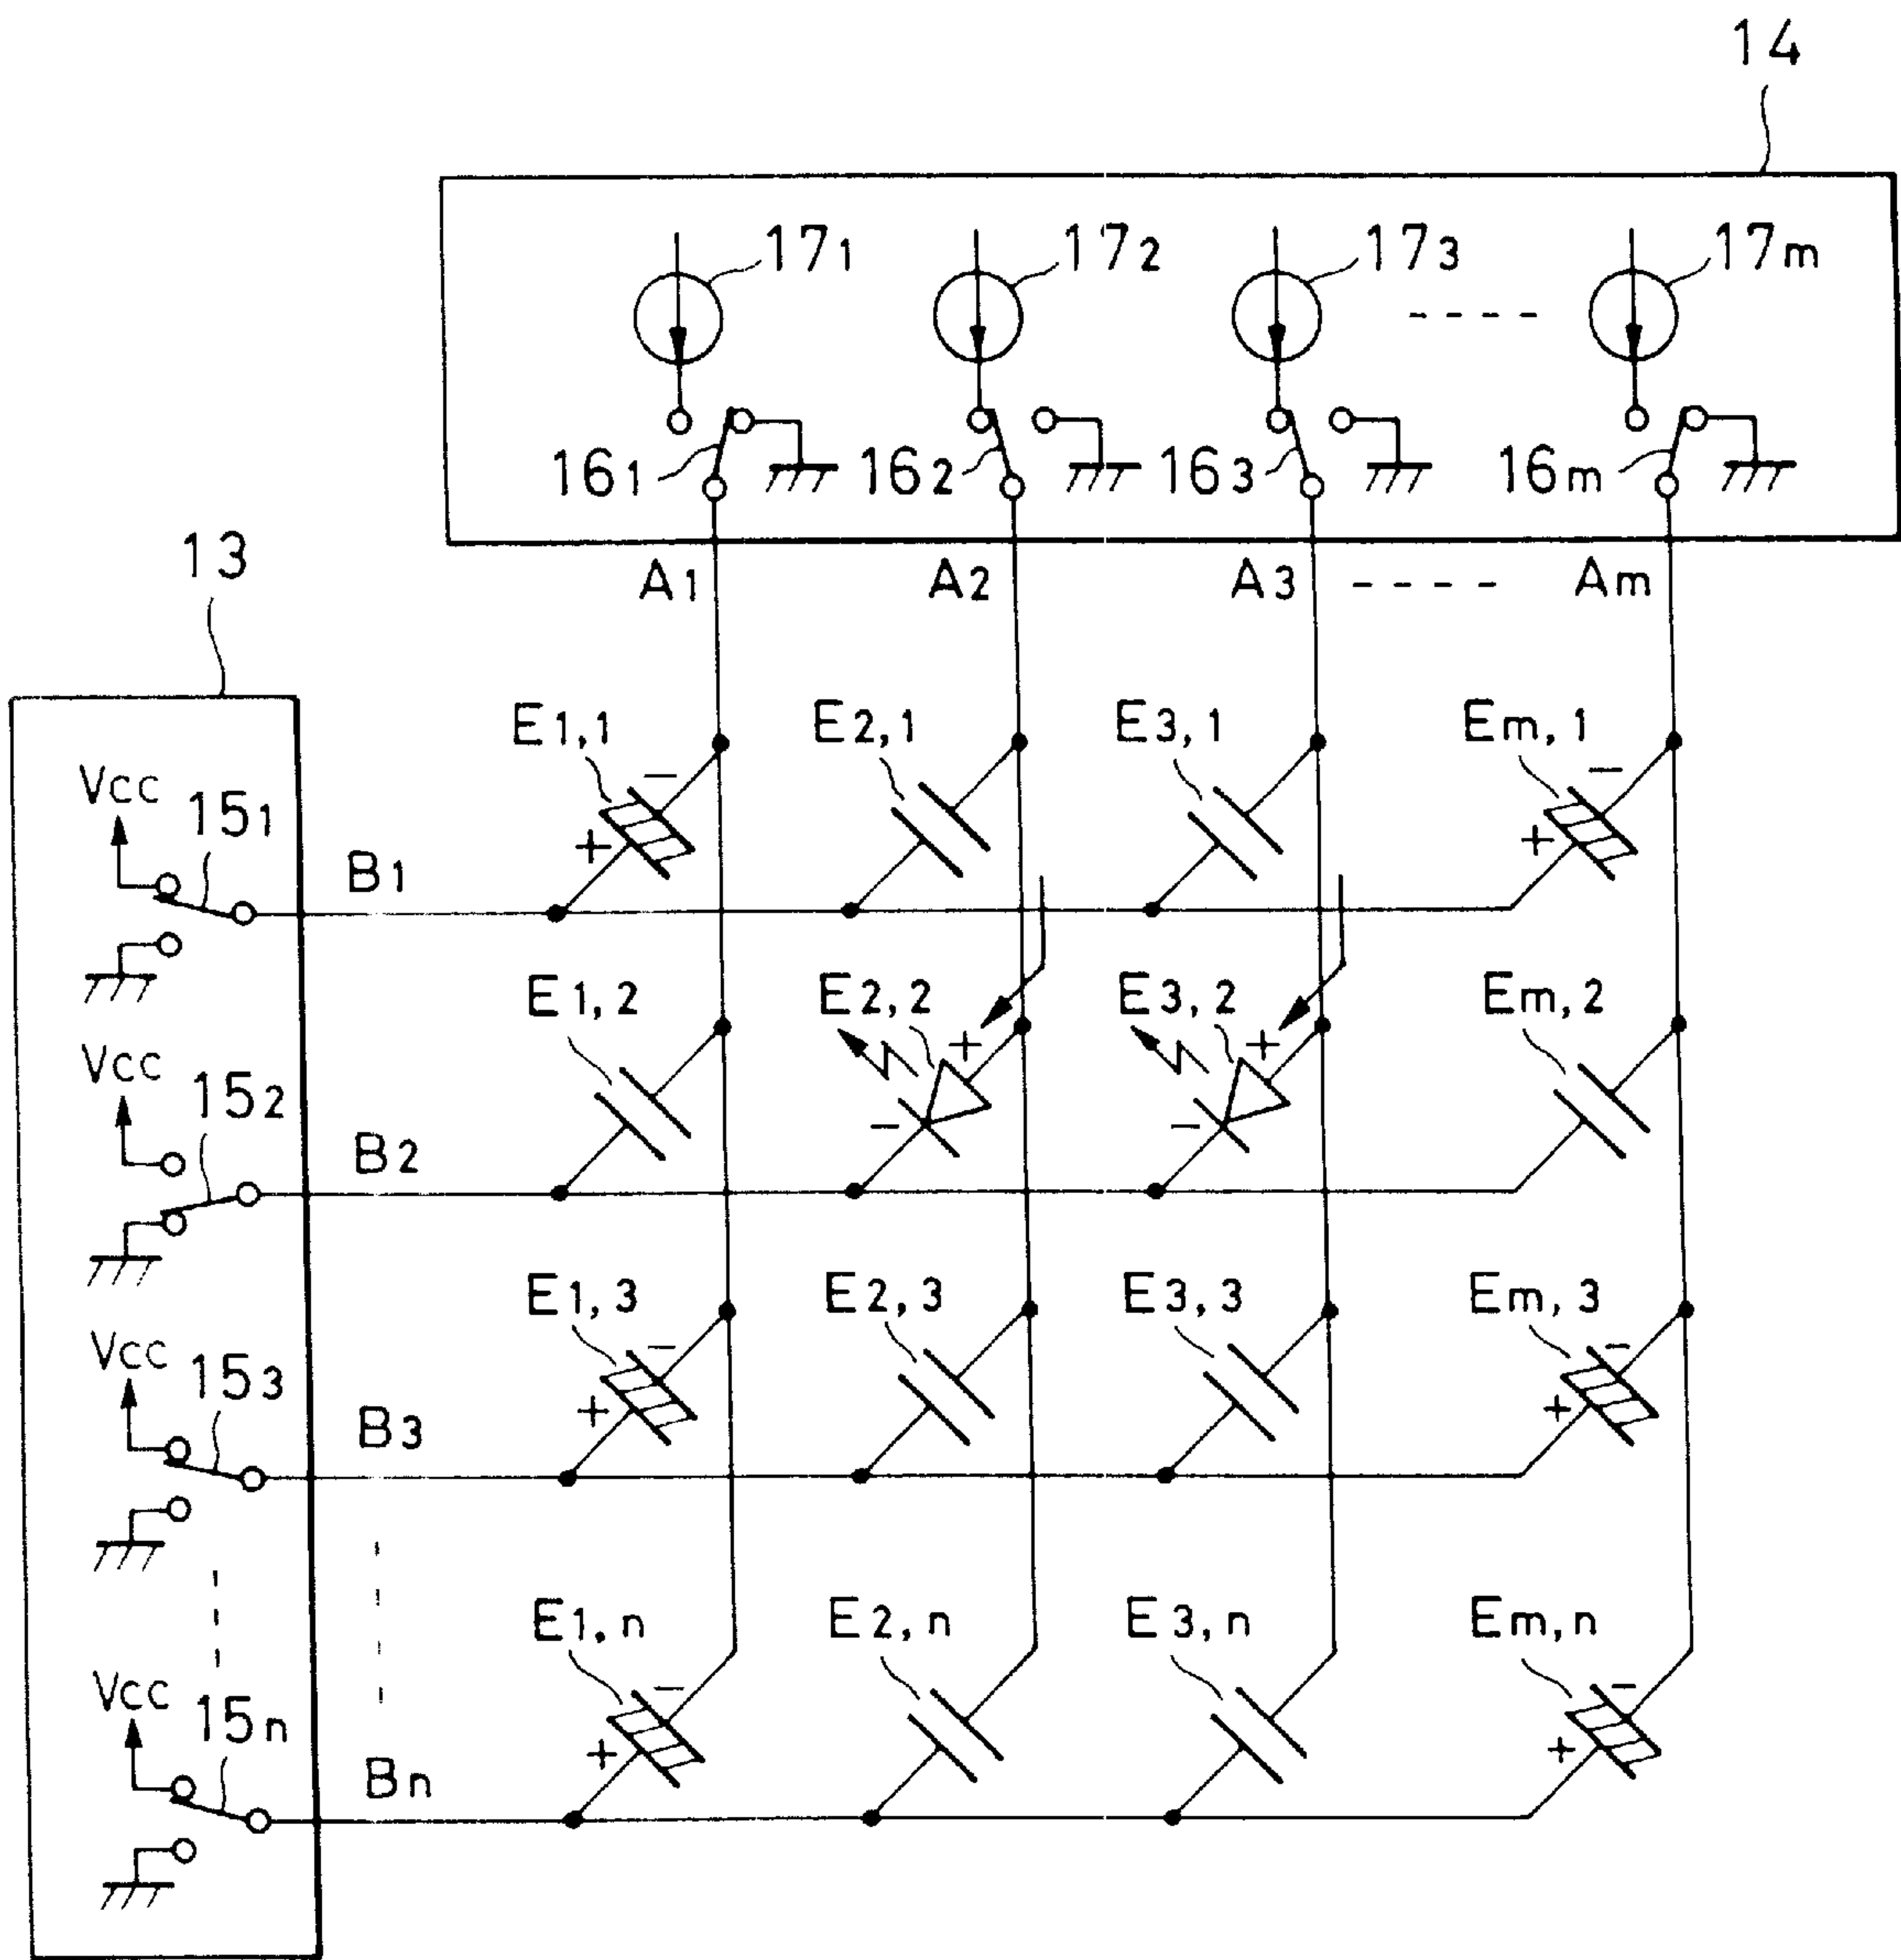 14
17₁ 17₂ 17₃ - - - - 17m
16₁ 16₂ 16₃ 16m
13
A1 A2 A3 - - - - Am
E1,1 E2,1 E3,1 Em,1
−
−
Vcc 15₁
+
+
B1
E1,2 E2,2 E3,2 Em,2
+
+
Vcc 15₂
−
−
B2
E1,3 E2,3 E3,3 Em,3
−
−
Vcc 15₃
+
+
B3
E1,n E2,n E3,n Em,n
−
−
Vcc 15n
+
+
Bn